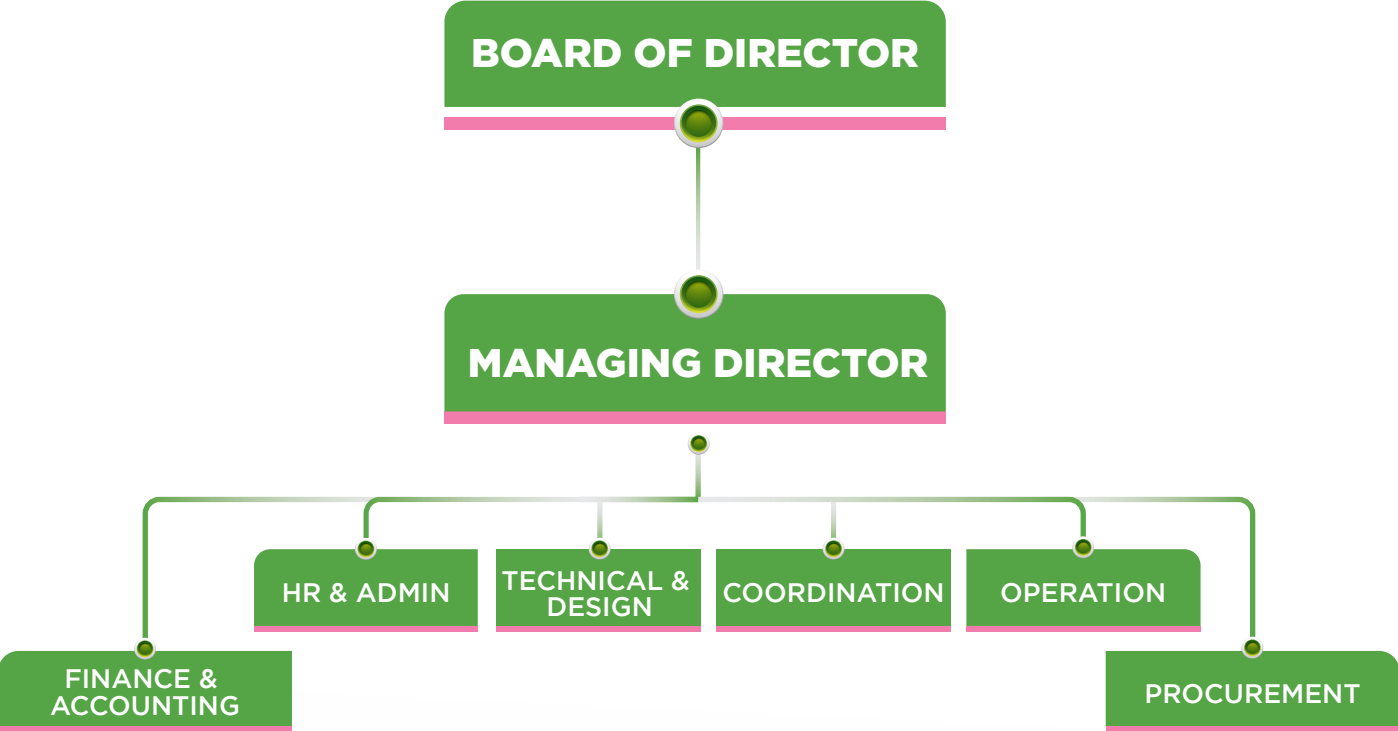 BOARD OF DIRECTOR
MANAGING DIRECTOR
HR & ADMIN
TECHNICAL &
DESIGN
COORDINATION
OPERATION
FINANCE &
ACCOUNTING
PROCUREMENT